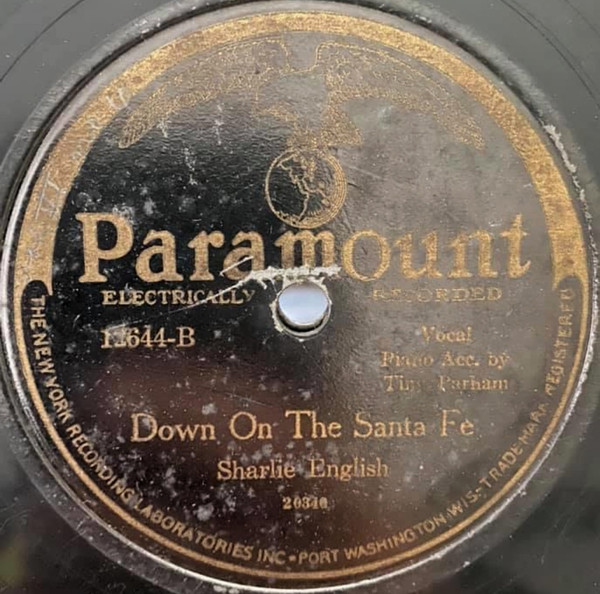 Paramount
ELECTRICALLY RECORDED
12644-B
Vocal
Piano Acc. by
Tiny Parham
Down On The Santa Fe
Sharlie English
THE NEW YORK RECORDING LABORATORIES INC • PORT WASHINGTON, WIS. TRADE MARK REGISTERED